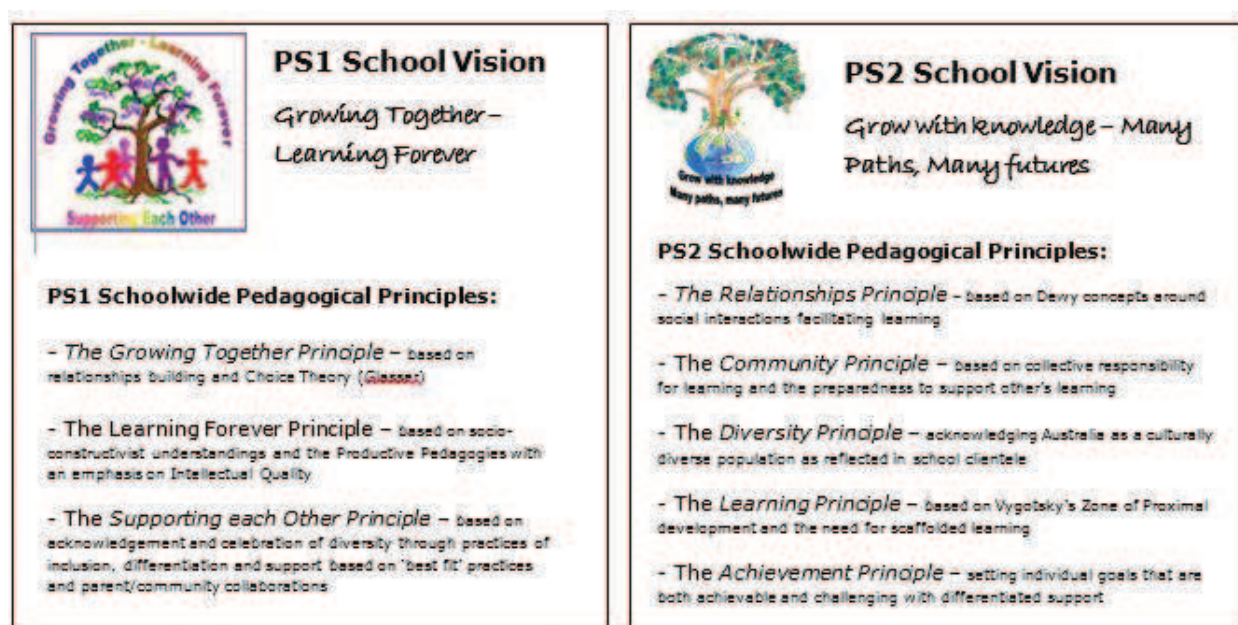 Growing Together - Learning Forever
Supporting Each Other
PS1 School Vision
Growing Together –
Learning Forever
PS1 Schoolwide Pedagogical Principles:
- The Growing Together Principle – based on
relationships building and Choice Theory (Glasser)
- The Learning Forever Principle – based on socio-
constructivist understandings and the Productive Pedagogies with
an emphasis on Intellectual Quality
- The Supporting each Other Principle – based on
acknowledgement and celebration of diversity through practices of
inclusion, differentiation and support based on 'best fit' practices
and parent/community collaborations
Grow with knowledge
Many paths, many futures
PS2 School Vision
Grow with knowledge – Many
Paths, Many futures
PS2 Schoolwide Pedagogical Principles:
- The Relationships Principle – based on Dewy concepts around
social interactions facilitating learning
- The Community Principle – based on collective responsibility
for learning and the preparedness to support other's learning
- The Diversity Principle – acknowledging Australia as a culturally
diverse population as reflected in school clientele
- The Learning Principle – based on Vygotsky's Zone of Proximal
development and the need for scaffolded learning
- The Achievement Principle – setting individual goals that are
both achievable and challenging with differentiated support